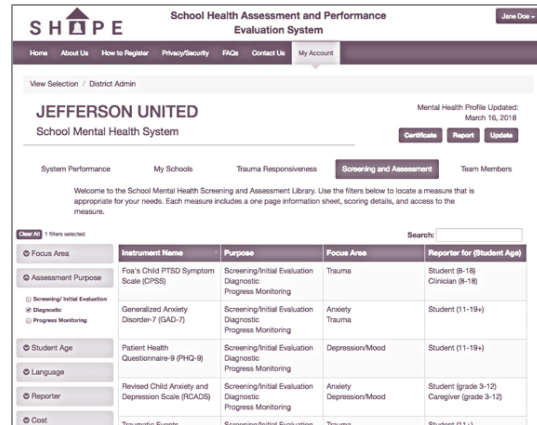 SHAPE
School Health Assessment and Performance
Evaluation System
Jane Doe
Home About Us How to Register Privacy/Security FAQs Contact Us My Account
View Selection / District Admin
JEFFERSON UNITED
School Mental Health System
Mental Health Profile Updated:
March 16, 2018
Certificate Report Update
System Performance My Schools Trauma Responsiveness Screening and Assessment Team Members
Welcome to the School Mental Health Screening and Assessment Library. Use the filters below to locate a measure that is
appropriate for your needs. Each measure includes a one page information sheet, scoring details, and access to the
measure.
Clear All 1 filters selected
Search:
Focus Area
Assessment Purpose
Screening/ Initial Evaluation
Diagnostic
Progress Monitoring
Student Age
Language
Reporter
Cost
Instrument Name Purpose Focus Area Reporter for (Student Age)
Foa's Child PTSD Symptom Screening/Initial Evaluation Trauma Student (8-18)
Scale (CPSS) Diagnostic Clinician (8-18)
Progress Monitoring
Generalized Anxiety Screening/Initial Evaluation Anxiety Student (11-19+)
Disorder-7 (GAD-7) Diagnostic Trauma
Progress Monitoring
Patient Health Screening/Initial Evaluation Depression/Mood Student (11-19+)
Questionnaire-9 (PHQ-9) Diagnostic
Progress Monitoring
Revised Child Anxiety and Screening/Initial Evaluation Anxiety Student (grade 3-12)
Depression Scale (RCADS) Diagnostic Depression/Mood Caregiver (grade 3-12)
Progress Monitoring
Traumatic Events Screening/Initial Evaluation Trauma Student (11+)